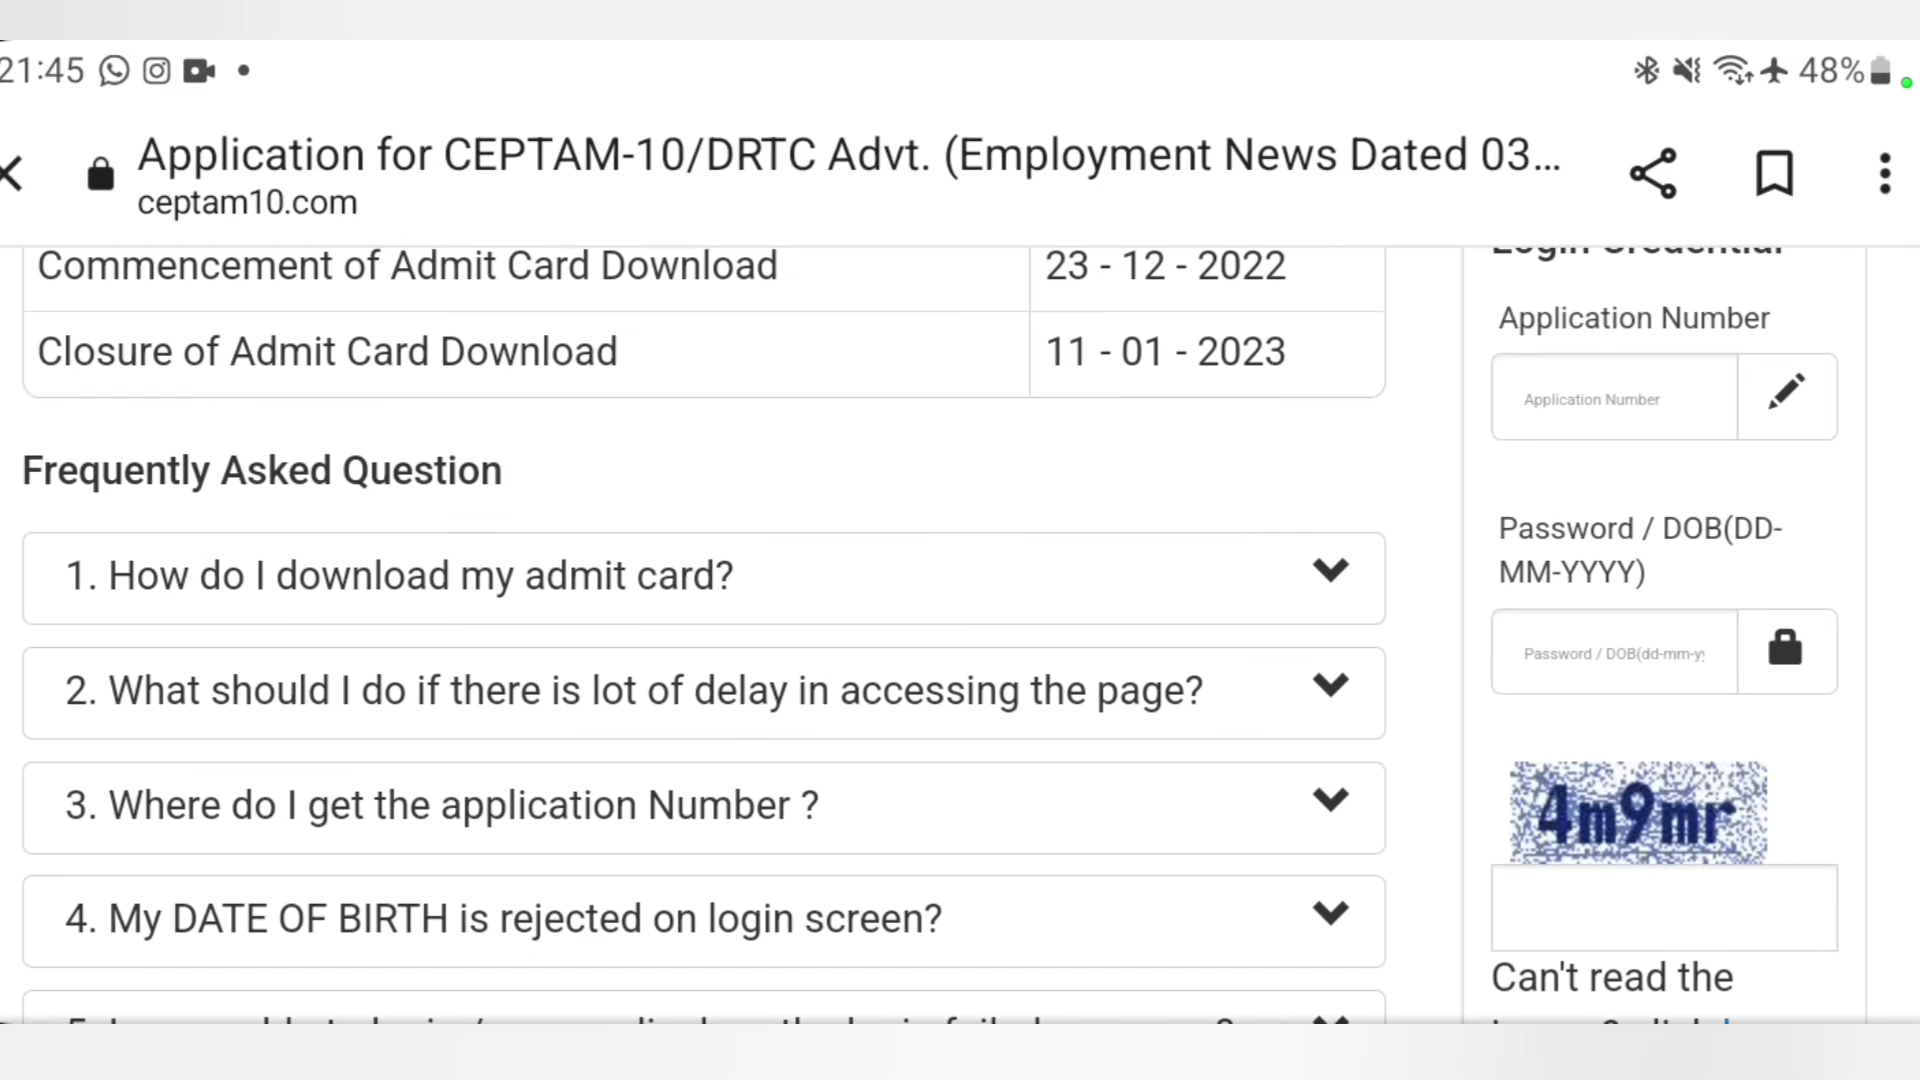 21:45
48%
Application for CEPTAM-10/DRTC Advt. (Employment News Dated 03...
ceptam10.com
Commencement of Admit Card Download 23 - 12 - 2022
Closure of Admit Card Download 11 - 01 - 2023
Frequently Asked Question
1. How do I download my admit card?
2. What should I do if there is lot of delay in accessing the page?
3. Where do I get the application Number ?
4. My DATE OF BIRTH is rejected on login screen?
Login Credential
Application Number
Application Number
Password / DOB(DD-
MM-YYYY)
Password / DOB(dd-mm-y
4m9mr
Can't read the